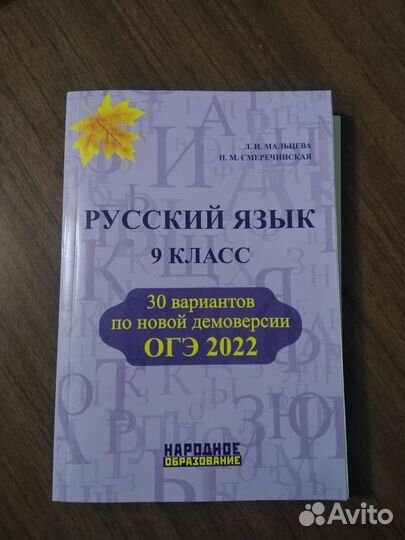 Л. И. МАЛЬЦЕВА
Н. М. СМЕРЕЧИНСКАЯ
РУССКИЙ ЯЗЫК
9 КЛАСС
30 вариантов
по новой демоверсии
ОГЭ 2022
НАРОДНОЕ
ОБРАЗОВАНИЕ
Avito